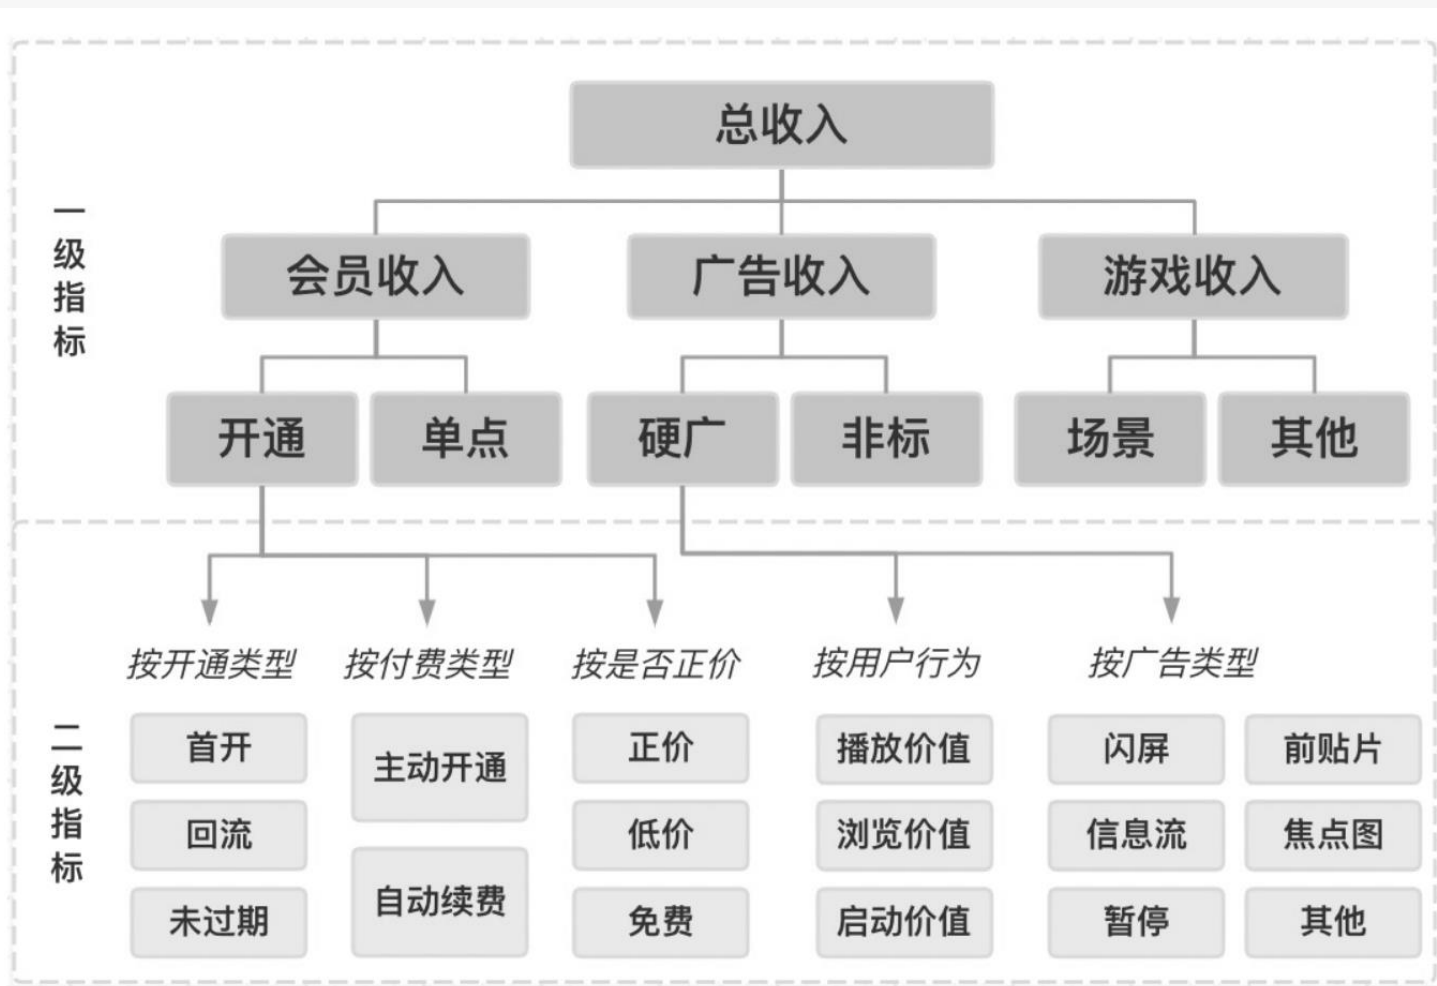 总收入
一级指标
会员收入
广告收入
游戏收入
开通
单点
硬广
非标
场景
其他
二级指标
按开通类型
按付费类型
按是否正价
按用户行为
按广告类型
首开
回流
未过期
主动开通
自动续费
正价
低价
免费
播放价值
浏览价值
启动价值
闪屏
前贴片
信息流
焦点图
暂停
其他